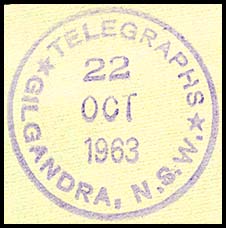 ★TELEGRAPHS★
22
OCT
1963
GILGANDRA, N.S.W.